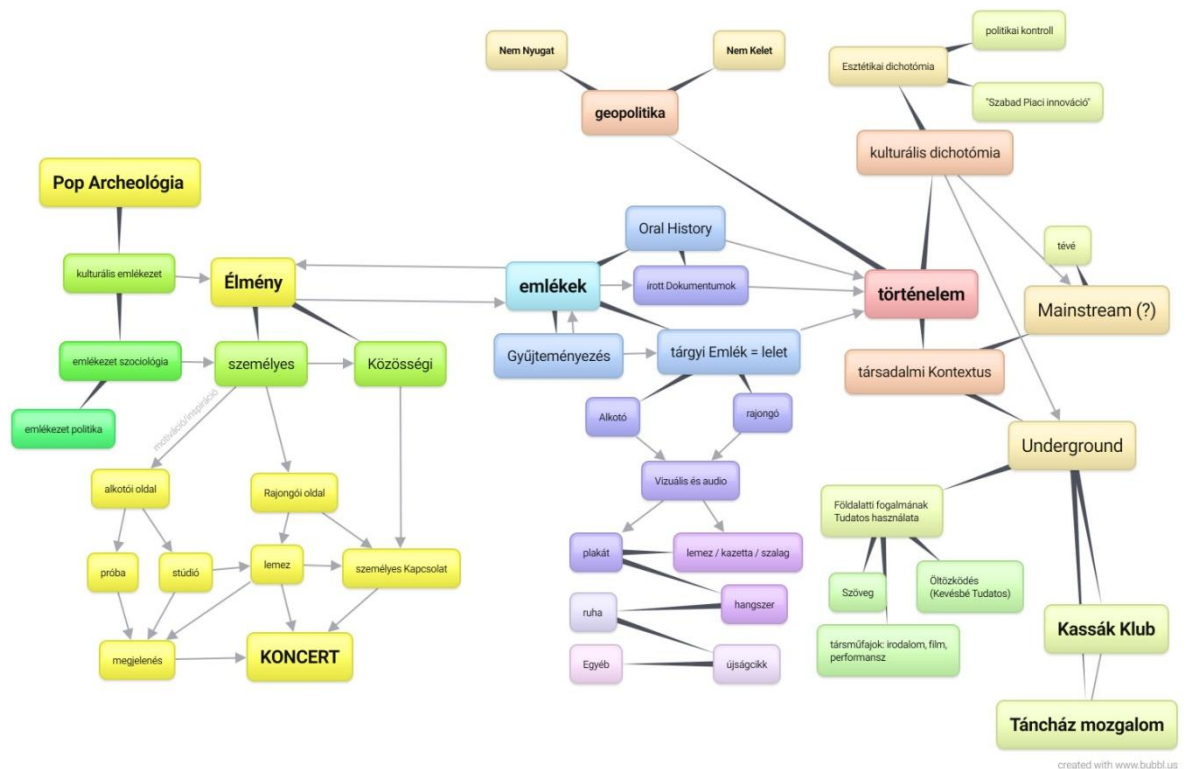 Nem Nyugat
Nem Kelet
geopolitika
politikai kontroll
Esztétikai dichotómia
"Szabad Piaci innováció"
kulturális dichotómia
Pop Archeológia
kulturális emlékezet
Élmény
emlékezet szociológia
személyes
Közösségi
emlékezet politika
motiváció/inspiráció
alkotói oldal
Rajongói oldal
próba
stúdió
lemez
személyes Kapcsolat
megjelenés
KONCERT
Oral History
emlékek
írott Dokumentumok
Gyűjteményezés
tárgyi Emlék = lelet
Alkotó
rajongó
Vizuális és audio
plakát
lemez / kazetta / szalag
ruha
hangszer
Egyéb
újságcikk
történelem
tévé
Mainstream (?)
társadalmi Kontextus
Underground
Földalatti fogalmának
Tudatos használata
Szöveg
Öltözködés
(Kevésbé Tudatos)
társműfajok: irodalom, film,
performansz
Kassák Klub
Táncház mozgalom
created with www.bubbl.us